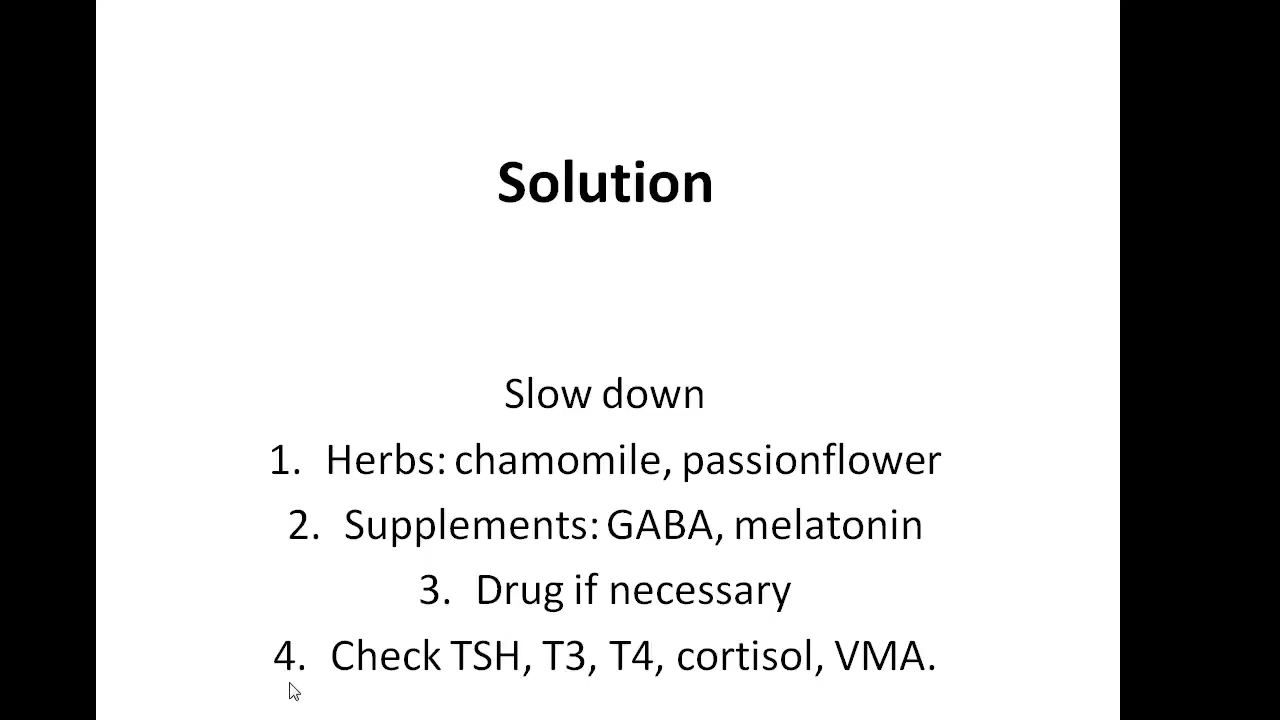 Solution
Slow down
1. Herbs: chamomile, passionflower
2. Supplements: GABA, melatonin
3. Drug if necessary
4. Check TSH, T3, T4, cortisol, VMA.